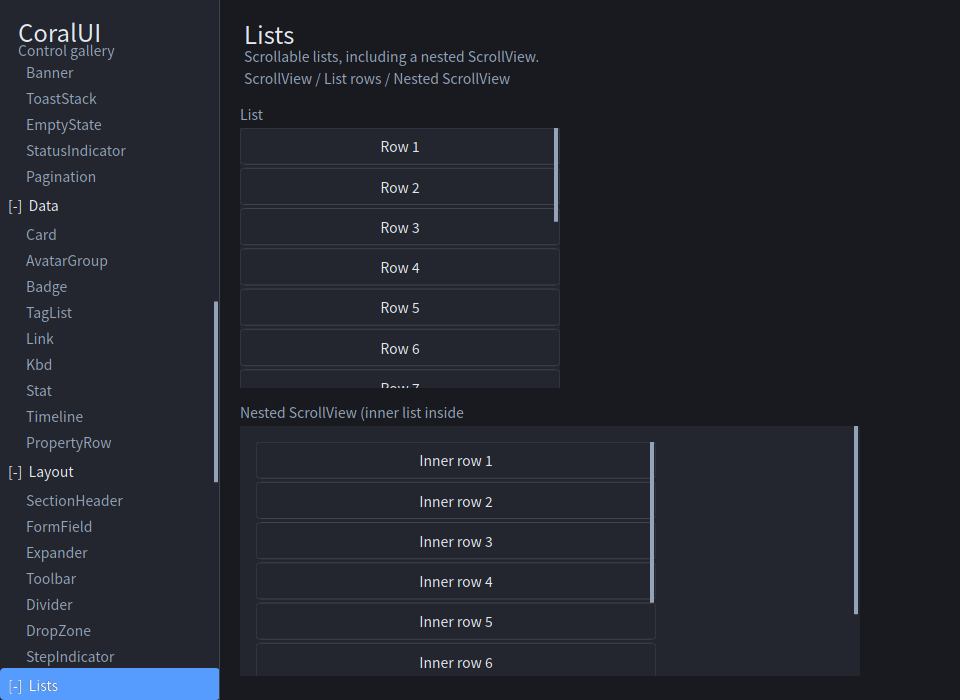 CoralUI
Control gallery
Banner
ToastStack
EmptyState
StatusIndicator
Pagination
[-] Data
Card
AvatarGroup
Badge
TagList
Link
Kbd
Stat
Timeline
PropertyRow
[-] Layout
SectionHeader
FormField
Expander
Toolbar
Divider
DropZone
StepIndicator
[-] Lists
Lists
Scrollable lists, including a nested ScrollView.
ScrollView / List rows / Nested ScrollView
List
Row 1
Row 2
Row 3
Row 4
Row 5
Row 6
Row 7
Nested ScrollView (inner list inside
Inner row 1
Inner row 2
Inner row 3
Inner row 4
Inner row 5
Inner row 6